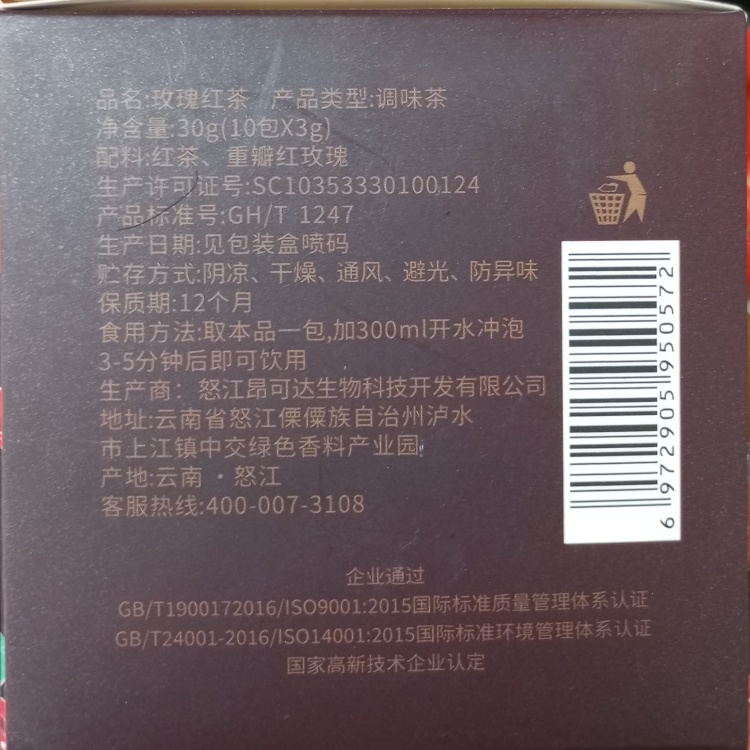 品名:玫瑰红茶 产品类型:调味茶
净含量:30g(10包X3g)
配料:红茶、重瓣红玫瑰
生产许可证号:SC10353330100124
产品标准号:GH/T 1247
生产日期:见包装盒喷码
贮存方式:阴凉、干燥、通风、避光、防异味
保质期:12个月
食用方法:取本品一包,加300ml开水冲泡
3-5分钟后即可饮用
生产商: 怒江昂可达生物科技开发有限公司
地址:云南省怒江傈僳族自治州泸水
市上江镇中交绿色香料产业园
产地:云南·怒江
客服热线:400-007-3108
6 972905 950572
企业通过
GB/T1900172016/ISO9001:2015国际标准质量管理体系认证
GB/T24001-2016/ISO14001:2015国际标准环境管理体系认证
国家高新技术企业认定